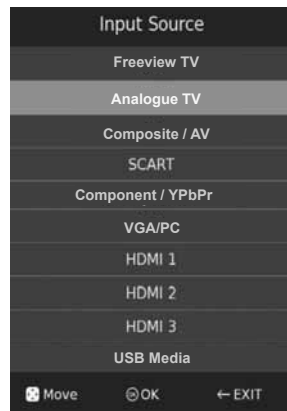 Input Source
Freeview TV
Analogue TV
Composite / AV
SCART
Component / YPbPr
VGA/PC
HDMI 1
HDMI 2
HDMI 3
USB Media
Move OK ← EXIT